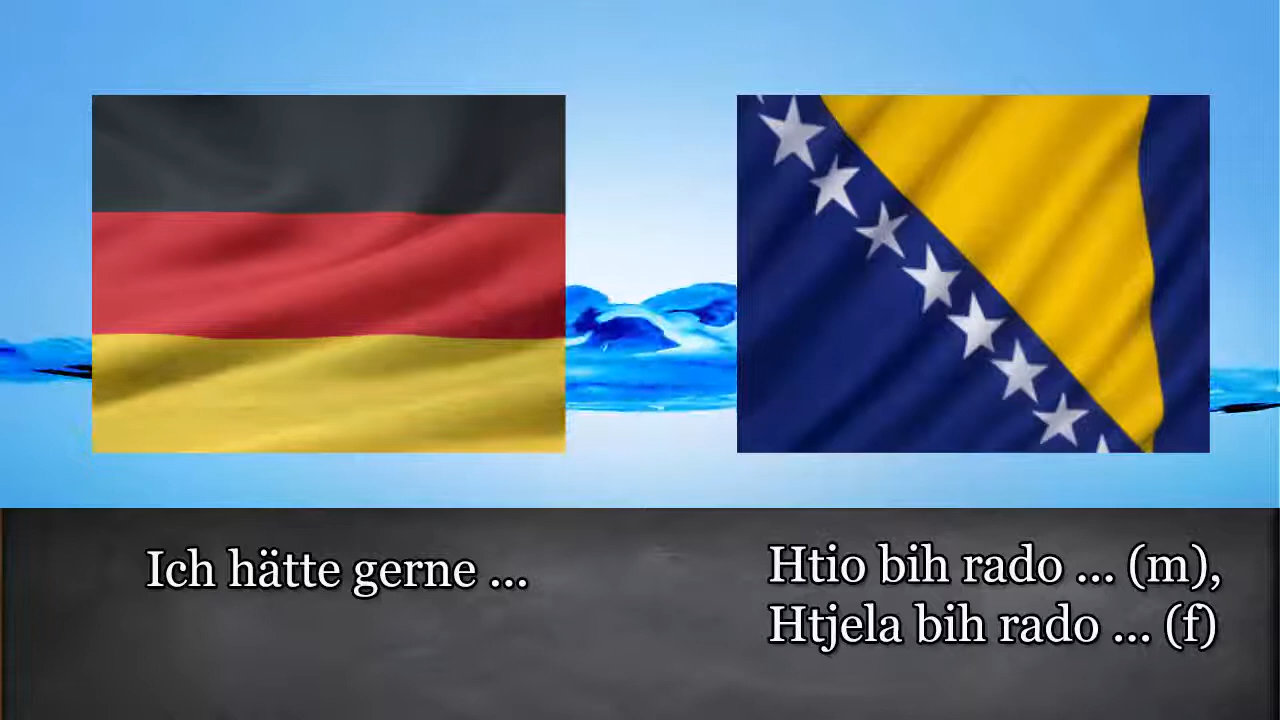 Ich hätte gerne ...
Htio bih rado ... (m),
Htjela bih rado ... (f)